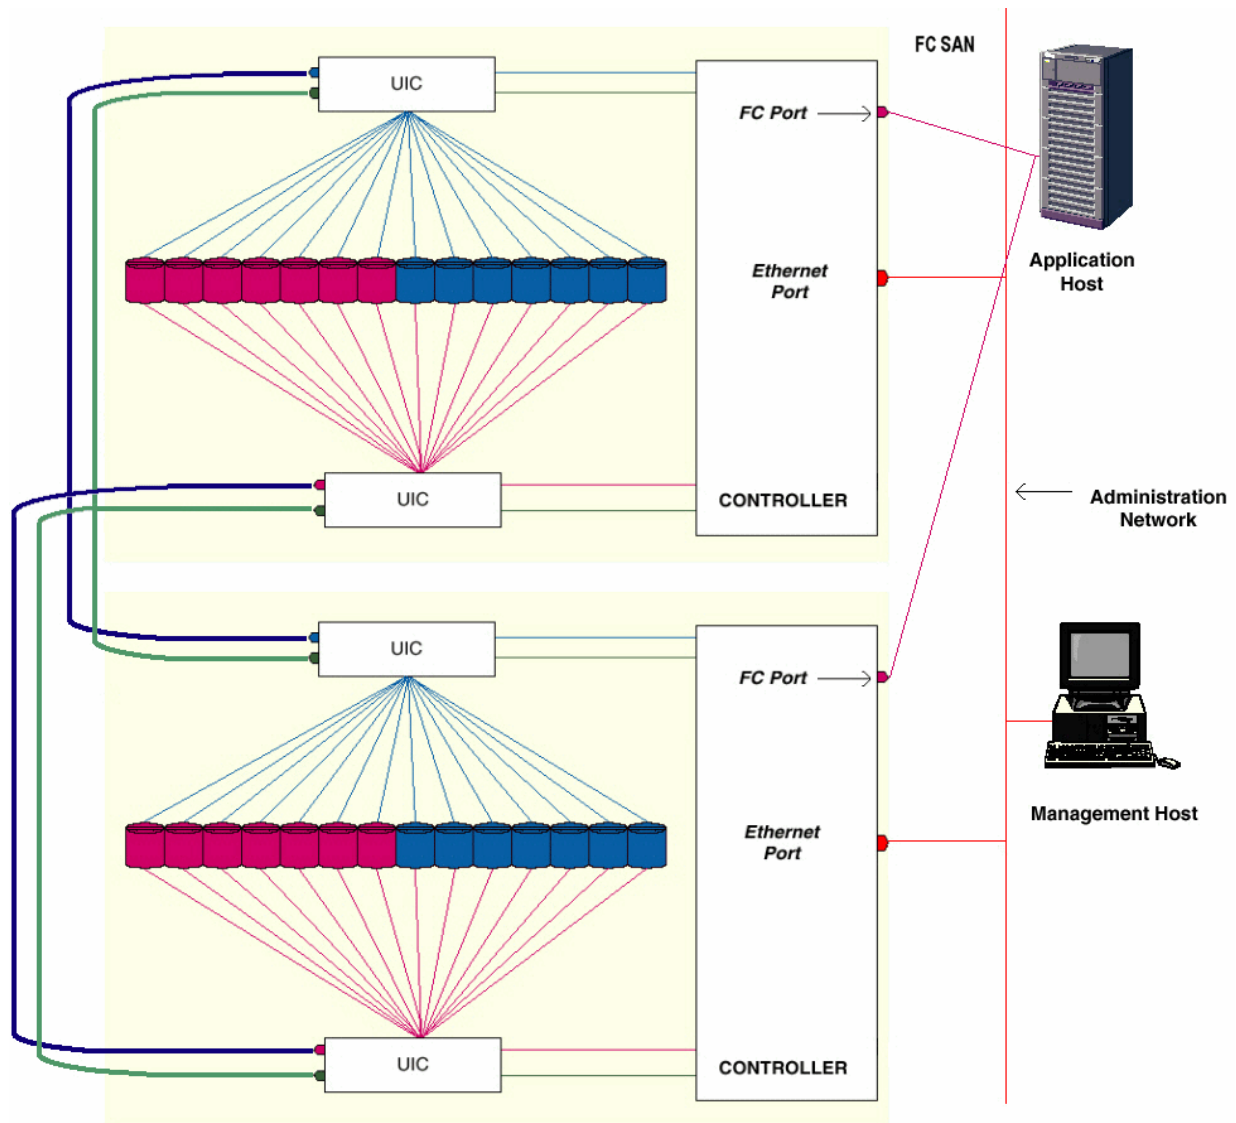 FC SAN
UIC
FC Port
Application
Host
Ethernet
Port
UIC
CONTROLLER
Administration
Network
UIC
FC Port
Management Host
Ethernet
Port
UIC
CONTROLLER